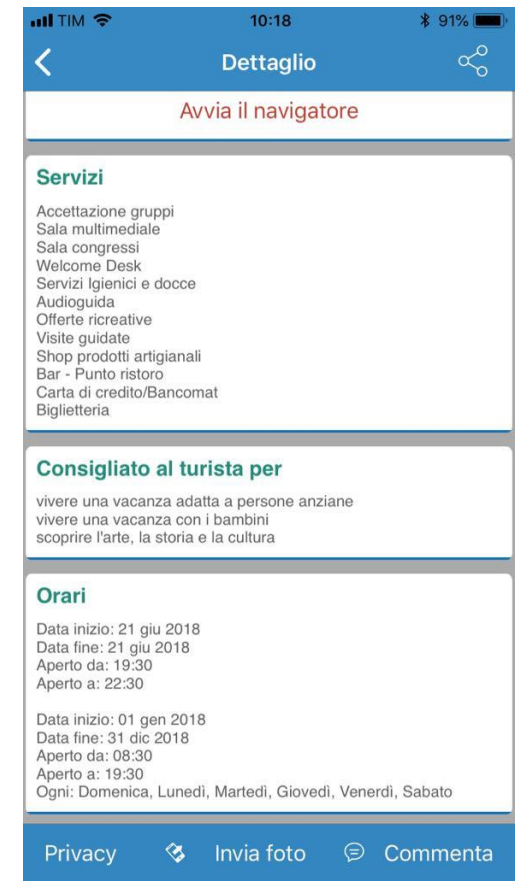 TIM 10:18 91%
Dettaglio
Avvia il navigatore
Servizi
Accettazione gruppi
Sala multimediale
Sala congressi
Welcome Desk
Servizi Igienici e docce
Audioguida
Offerte ricreative
Visite guidate
Shop prodotti artigianali
Bar - Punto ristoro
Carta di credito/Bancomat
Biglietteria
Consigliato al turista per
vivere una vacanza adatta a persone anziane
vivere una vacanza con i bambini
scoprire l'arte, la storia e la cultura
Orari
Data inizio: 21 giu 2018
Data fine: 21 giu 2018
Aperto da: 19:30
Aperto a: 22:30
Data inizio: 01 gen 2018
Data fine: 31 dic 2018
Aperto da: 08:30
Aperto a: 19:30
Ogni: Domenica, Lunedì, Martedì, Giovedì, Venerdì, Sabato
Privacy Invia foto Commenta